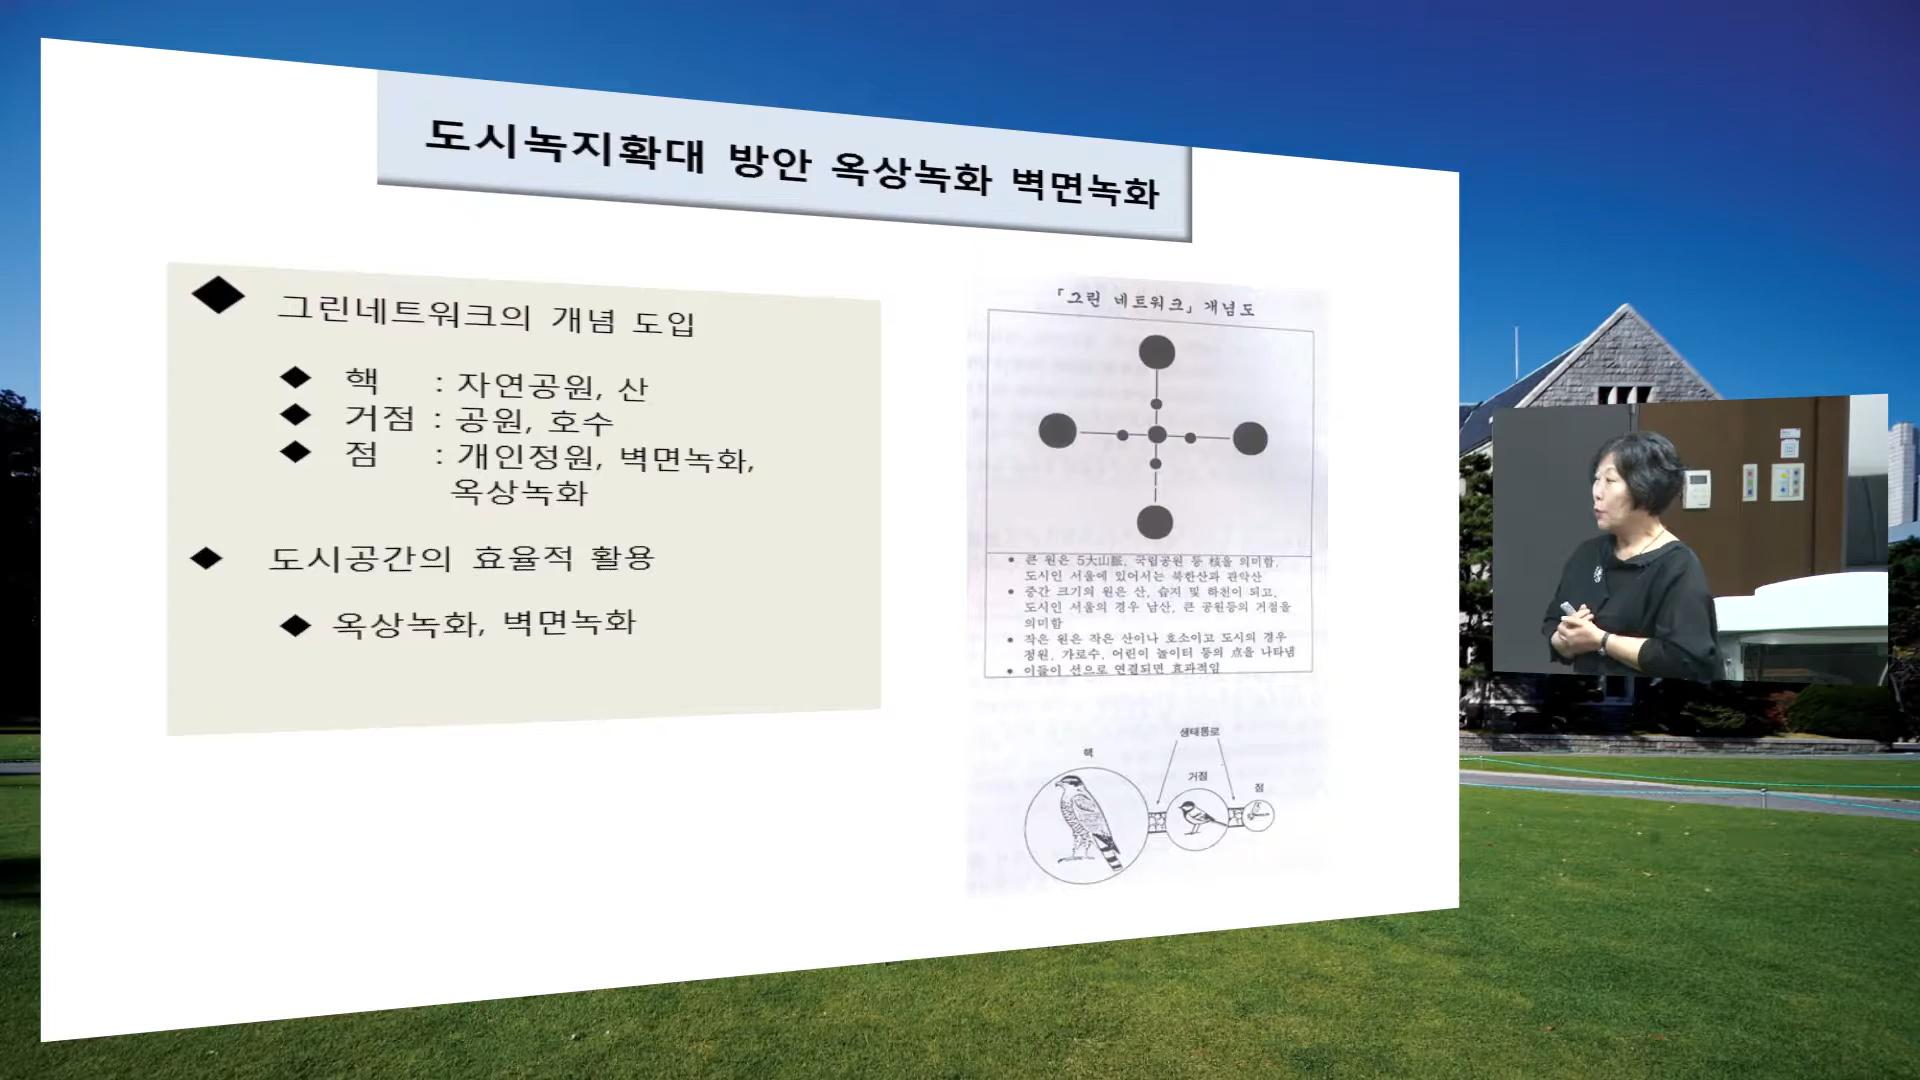 도시녹지확대 방안 옥상녹화 벽면녹화
◆ 그린네트워크의 개념 도입
◆ 핵 : 자연공원, 산
◆ 거점 : 공원, 호수
◆ 점 : 개인정원, 벽면녹화,
옥상녹화
◆ 도시공간의 효율적 활용
◆ 옥상녹화, 벽면녹화
「그린 네트워크」 개념도
• 큰 원은 5大山脈, 국립공원 등 核을 의미함,
도시인 서울에 있어서는 북한산과 관악산
• 중간 크기의 원은 산, 습지 및 하천이 되고,
도시인 서울의 경우 남산, 큰 공원등의 거점을
의미함
• 작은 원은 작은 산이나 호소이고 도시의 경우
정원, 가로수, 어린이 놀이터 등의 点을 나타냄
• 이들이 선으로 연결되면 효과적임
생태통로
핵
거점
점